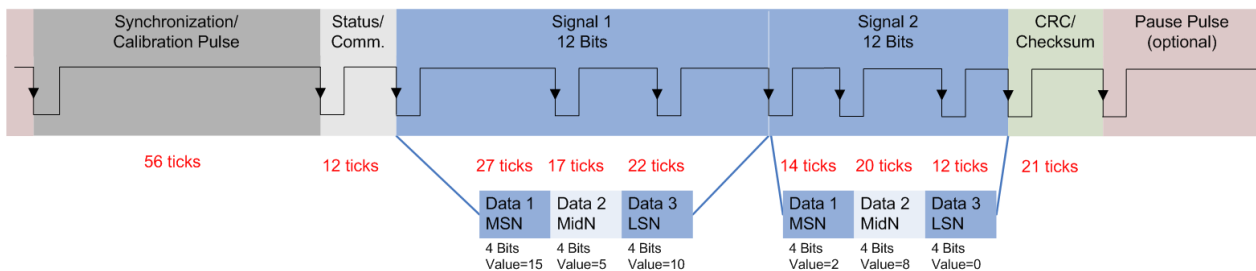 Synchronization/
Calibration Pulse
Status/
Comm.
Signal 1
12 Bits
Signal 2
12 Bits
CRC/
Checksum
Pause Pulse
(optional)
56 ticks
12 ticks
27 ticks
17 ticks
22 ticks
14 ticks
20 ticks
12 ticks
21 ticks
Data 1
MSN
Data 2
MidN
Data 3
LSN
Data 1
MSN
Data 2
MidN
Data 3
LSN
4 Bits
Value=15
4 Bits
Value=5
4 Bits
Value=10
4 Bits
Value=2
4 Bits
Value=8
4 Bits
Value=0